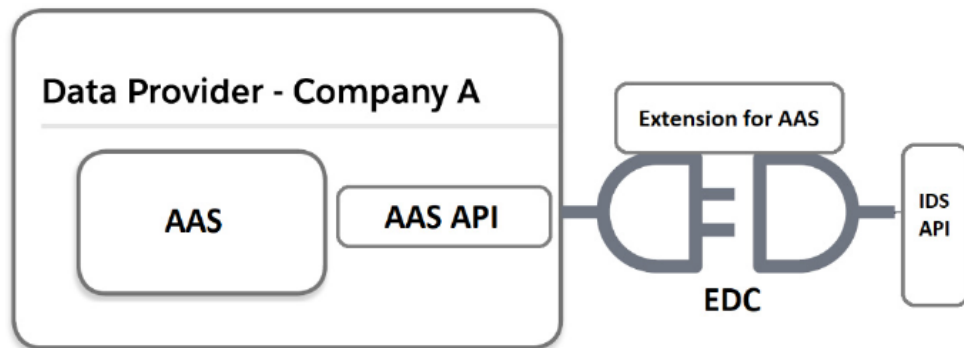 Data Provider - Company A
Extension for AAS
AAS
AAS API
IDS
API
EDC